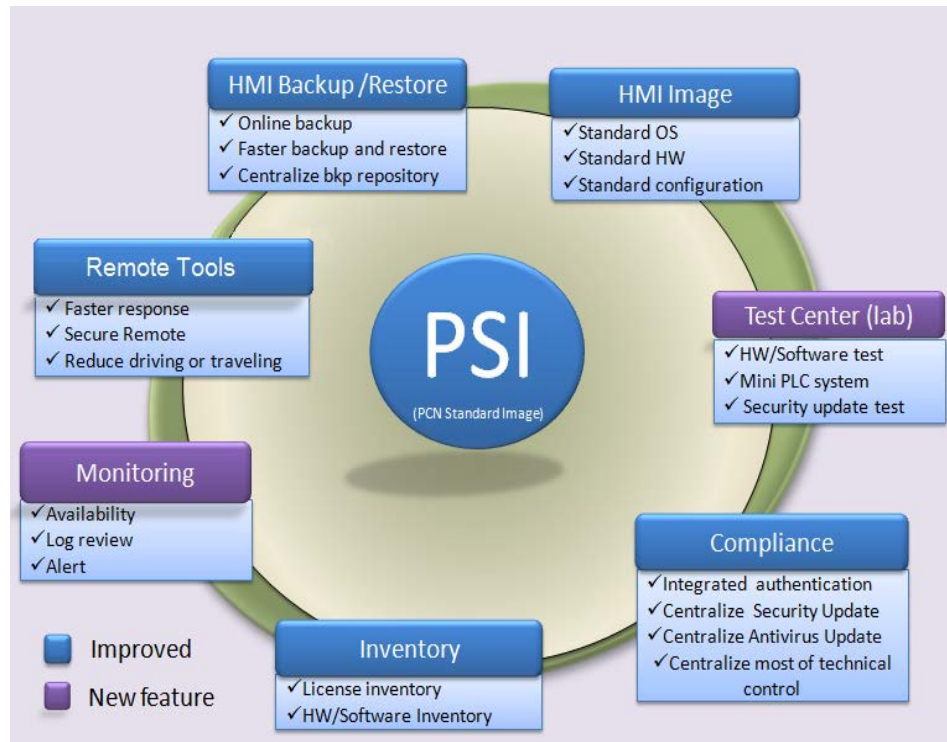 HMI Backup /Restore
✓ Online backup
✓ Faster backup and restore
✓ Centralize bkp repository
HMI Image
✓Standard OS
✓Standard HW
✓Standard configuration
Remote Tools
✓ Faster response
✓ Secure Remote
✓ Reduce driving or traveling
PSI
(PCN Standard Image)
Test Center (lab)
✓HW/Software test
✓Mini PLC system
✓ Security update test
Monitoring
✓Availability
✓Log review
✓Alert
Compliance
✓Integrated authentication
✓Centralize Security Update
✓Centralize Antivirus Update
✓Centralize most of technical
control
Inventory
✓License inventory
✓HW/Software Inventory
Improved
New feature